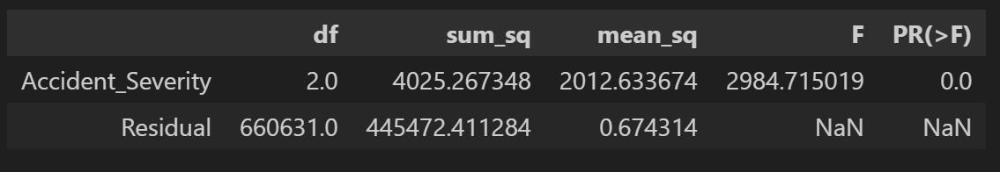 df sum_sq mean_sq F PR(>F)
Accident_Severity 2.0 4025.267348 2012.633674 2984.715019 0.0
Residual 660631.0 445472.411284 0.674314 NaN NaN